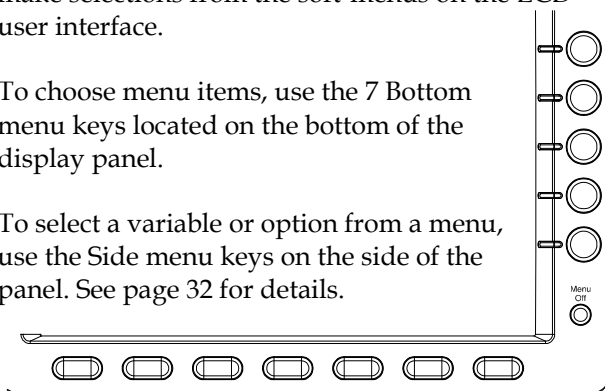 make selections from the soft-menus on the LCD
user interface.
To choose menu items, use the 7 Bottom
menu keys located on the bottom of the
display panel.
To select a variable or option from a menu,
use the Side menu keys on the side of the
panel. See page 32 for details.
Menu
Off